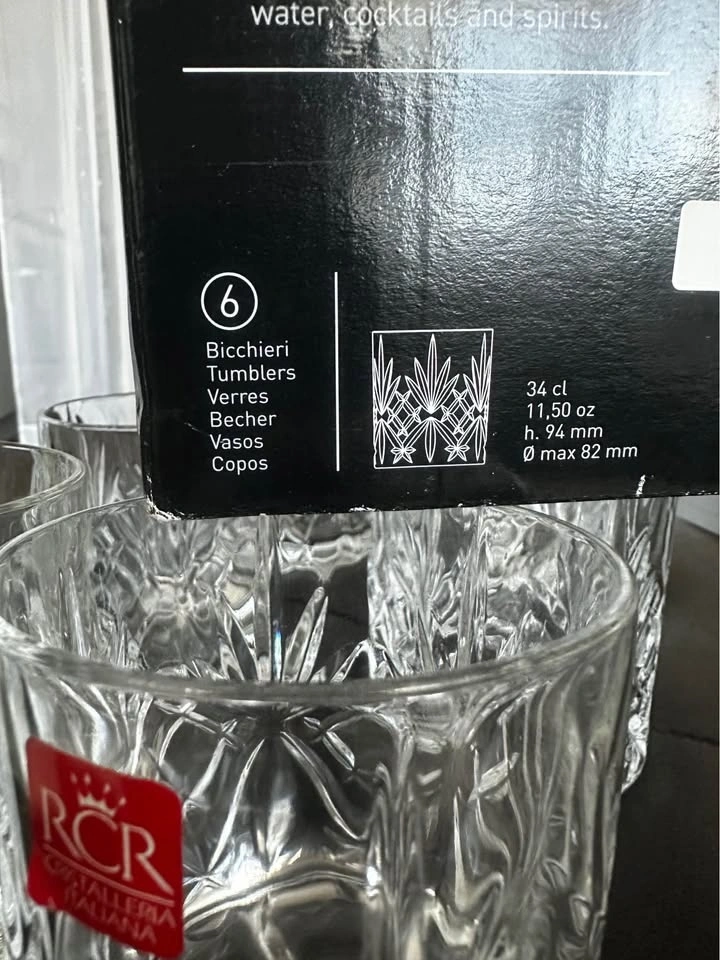 water, cocktails and spirits.
6
Bicchieri
Tumblers
Verres
Becher
Vasos
Copos
34 cl
11,50 oz
h. 94 mm
Ø max 82 mm
RCR
CRISTALLERIA
ITALIANA